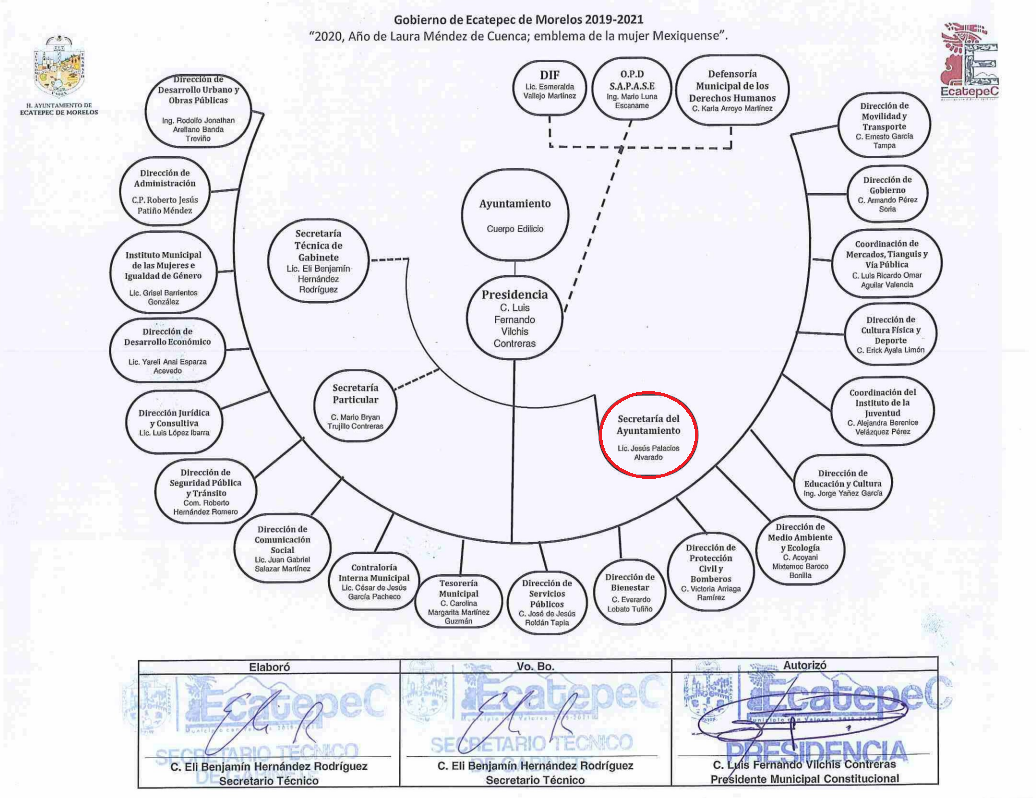 Gobierno de Ecatepec de Morelos 2019-2021
“2020, Año de Laura Méndez de Cuenca; emblema de la mujer Mexiquense”.
H. AYUNTAMIENTO DE
ECATEPEC DE MORELOS
EcatepeC
DIF
Lic. Esmeralda
Vallejo Martínez
O.P.D
S.A.P.A.S.E
Ing. Mario Luna
Escaname
Defensoría
Municipal de los
Derechos Humanos
C. Karla Arroyo Martínez
Dirección de
Desarrollo Urbano y
Obras Públicas
Ing. Rodolfo Jonathan
Arellano Banda
Treviño
Dirección de
Administración
C.P. Roberto Jesús
Patiño Méndez
Instituto Municipal
de las Mujeres e
Igualdad de Género
Lic. Grisel Barrientos
González
Dirección de
Desarrollo Económico
Lic. Yareli Anai Esparza
Acevedo
Dirección Jurídica
y Consultiva
Lic. Luis López Ibarra
Dirección de
Seguridad Pública
y Tránsito
Com. Roberto
Hernández Romero
Dirección de
Comunicación
Social
Lic. Juan Gabriel
Salazar Martínez
Contraloría
Interna Municipal
Lic. César de Jesús
García Pacheco
Tesorería
Municipal
C. Carolina
Margarita Martínez
Guzmán
Dirección de
Servicios
Públicos
C. José de Jesús
Roldán Tapia
Dirección de
Bienestar
C. Everardo
Lobato Tufiño
Dirección de
Protección
Civil y
Bomberos
C. Victoria Arriaga
Ramírez
Dirección de
Medio Ambiente
y Ecología
C. Acoyani
Mixtemoc Baroco
Bonilla
Dirección de
Educación y Cultura
Ing. Jorge Yañez García
Coordinación del
Instituto de la
Juventud
C. Alejandra Berenice
Velázquez Pérez
Dirección de
Cultura Física y
Deporte
C. Erick Ayala Limón
Coordinación de
Mercados, Tianguis y
Vía Pública
C. Luis Ricardo Omar
Aguilar Valencia
Dirección de
Gobierno
C. Armando Pérez
Soria
Dirección de
Movilidad y
Transporte
C. Ernesto García
Tampa
Ayuntamiento
Cuerpo Edilicio
Presidencia
C. Luis
Fernando
Vilchis
Contreras
Secretaría
Técnica de
Gabinete
Lic. Eli Benjamín
Hernández
Rodríguez
Secretaría
Particular
C. Mario Bryan
Trujillo Contreras
Secretaría del
Ayuntamiento
Lic. Jesús Palacios
Alvarado
Elaboró
EcatepeC
SECRETARIO TÉCNICO
DE GABINETE
C. Eli Benjamín Hernández Rodríguez
Secretario Técnico
Vo. Bo.
EcatepeC
SECRETARIO TÉCNICO
DE GABINETE
C. Eli Benjamín Hernández Rodríguez
Secretario Técnico
Autorizó
EcatepeC
PRESIDENCIA
C. Luis Fernando Vilchis Contreras
Presidente Municipal Constitucional